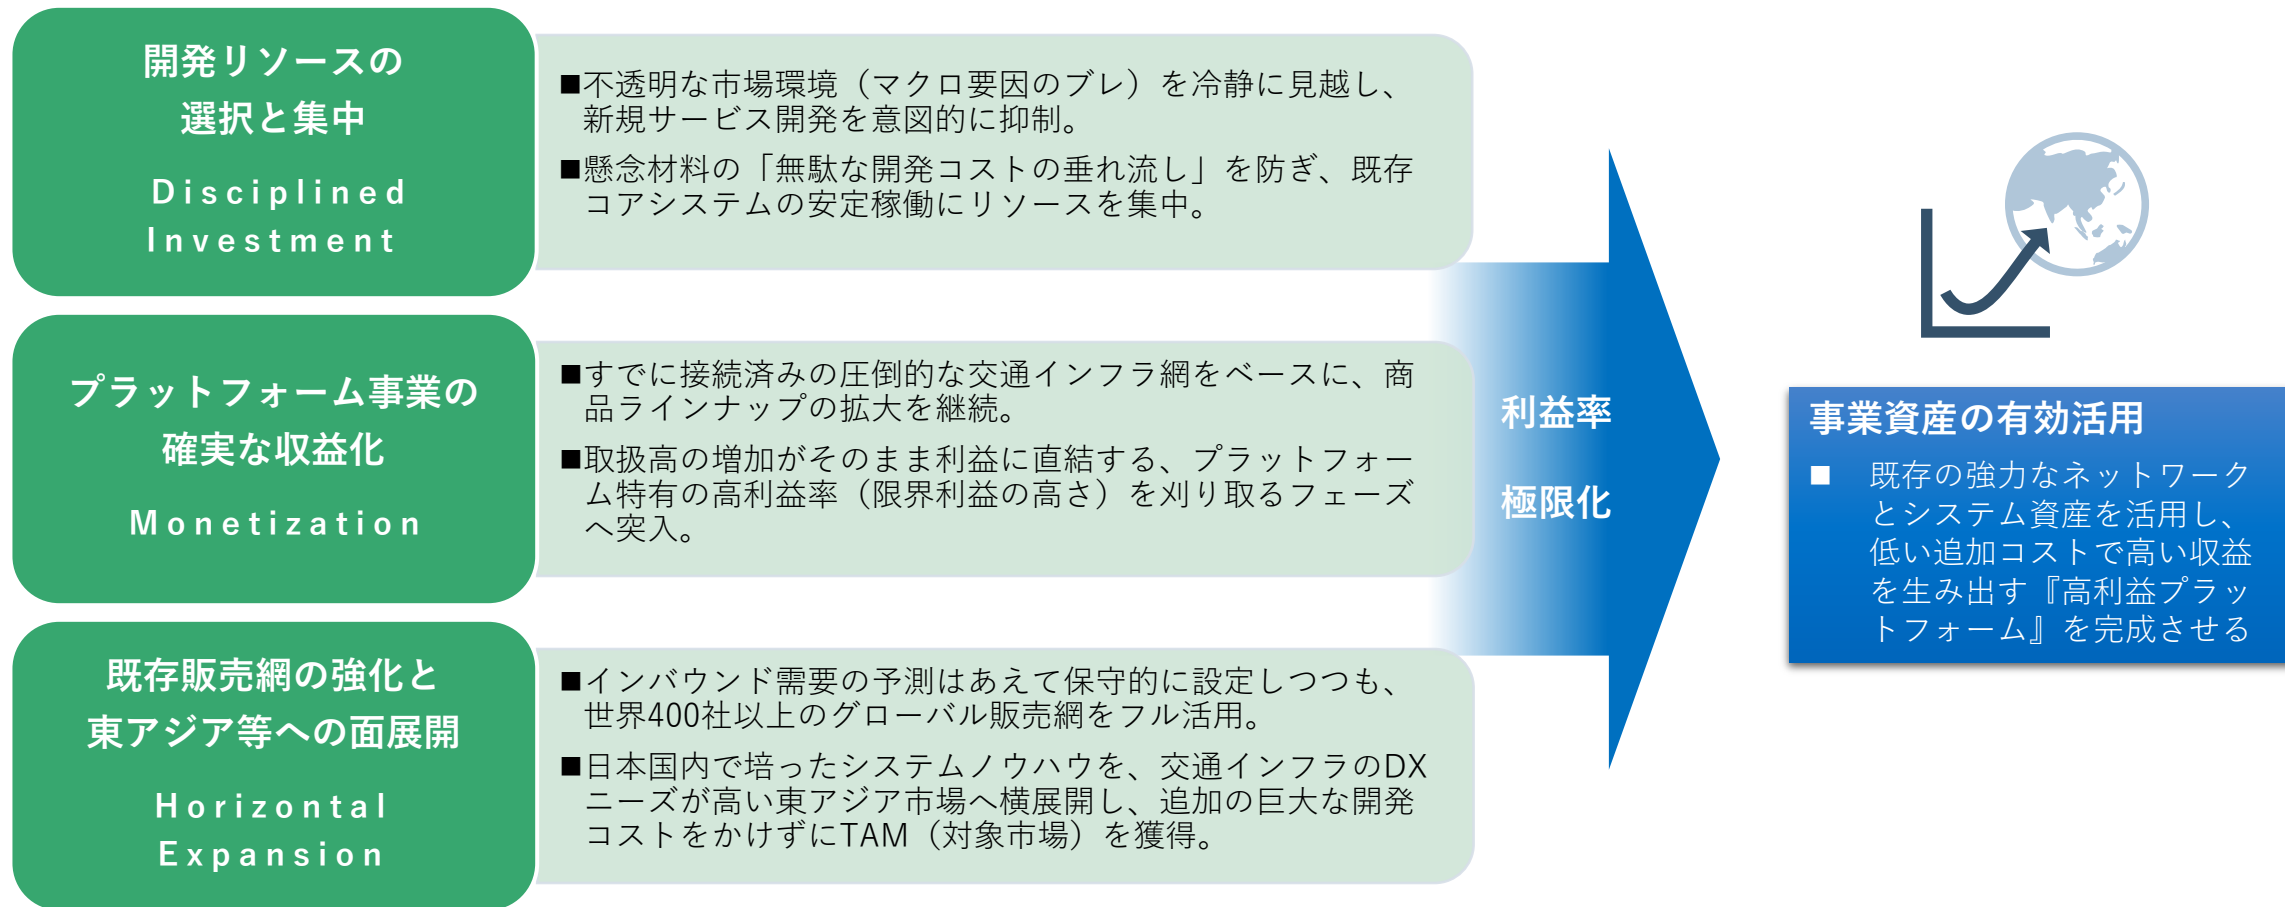 開発リソースの
選択と集中
Disciplined
Investment
■不透明な市場環境（マクロ要因のブレ）を冷静に見越し、
新規サービス開発を意図的に抑制。
■懸念材料の「無駄な開発コストの垂れ流し」を防ぎ、既存
コアシステムの安定稼働にリソースを集中。
プラットフォーム事業の
確実な収益化
Monetization
■すでに接続済みの圧倒的な交通インフラ網をベースに、商
品ラインナップの拡大を継続。
■取扱高の増加がそのまま利益に直結する、プラットフォー
ム特有の高利益率（限界利益の高さ）を刈り取るフェーズ
へ突入。
既存販売網の強化と
東アジア等への面展開
Horizontal
Expansion
■インバウンド需要の予測はあえて保守的に設定しつつも、
世界400社以上のグローバル販売網をフル活用。
■日本国内で培ったシステムノウハウを、交通インフラのDX
ニーズが高い東アジア市場へ横展開し、追加の巨大な開発
コストをかけずにTAM（対象市場）を獲得。
利益率
極限化
事業資産の有効活用
■ 既存の強力なネットワーク
とシステム資産を活用し、
低い追加コストで高い収益
を生み出す『高利益プラッ
トフォーム』を完成させる